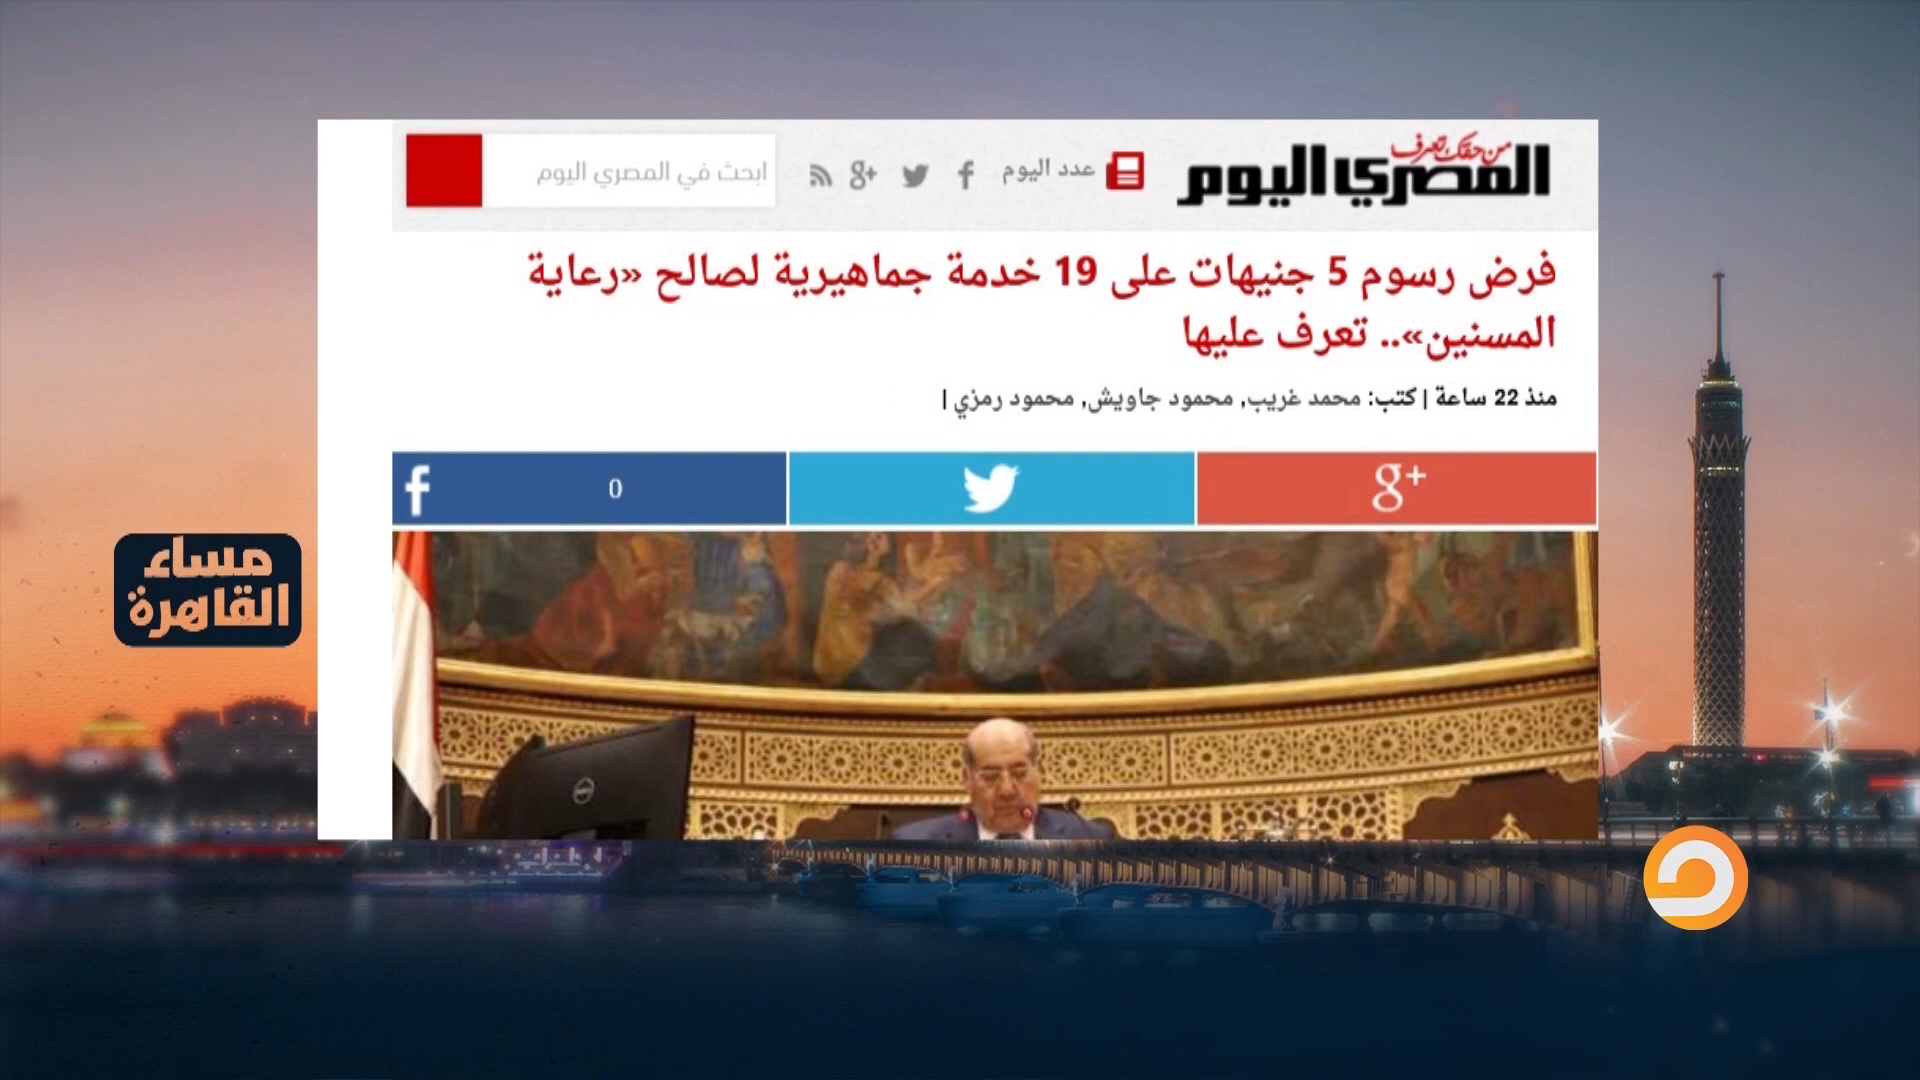 من حقك تعرف
المصري اليوم
عدد اليوم
ابحث في المصري اليوم
فرض رسوم 5 جنيهات على 19 خدمة جماهيرية لصالح «رعاية
المسنين».. تعرف عليها
منذ 22 ساعة | كتب: محمد غريب, محمود جاويش, محمود رمزي |
f 0
g+
مساء
القاهرة
DELL